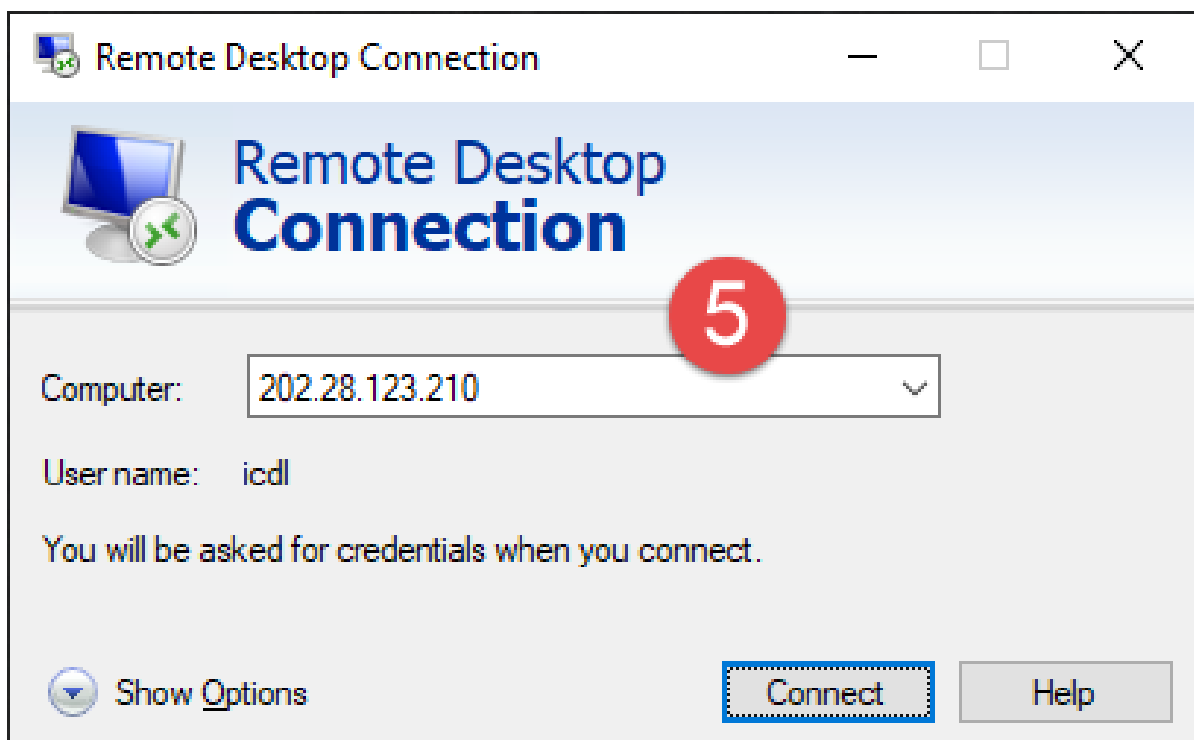 Remote Desktop Connection
Remote Desktop
Connection
5
Computer: 202.28.123.210
User name: icdl
You will be asked for credentials when you connect.
Show Options Connect Help